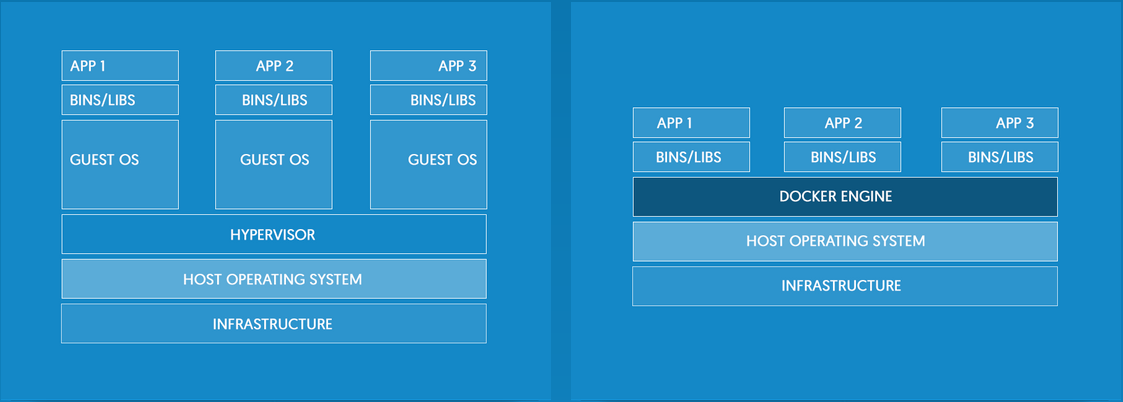 APP 1
APP 2
APP 3
BINS/LIBS
BINS/LIBS
BINS/LIBS
GUEST OS
GUEST OS
GUEST OS
HYPERVISOR
HOST OPERATING SYSTEM
INFRASTRUCTURE
APP 1
APP 2
APP 3
BINS/LIBS
BINS/LIBS
BINS/LIBS
DOCKER ENGINE
HOST OPERATING SYSTEM
INFRASTRUCTURE